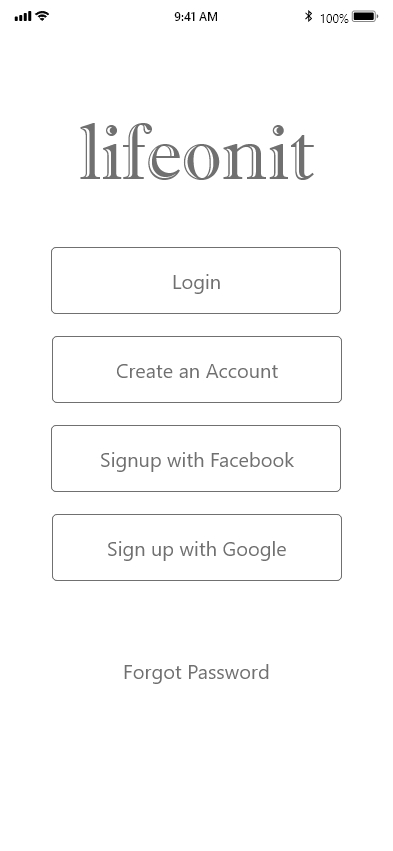 9:41 AM 100%
lifeonit
Login
Create an Account
Signup with Facebook
Sign up with Google
Forgot Password